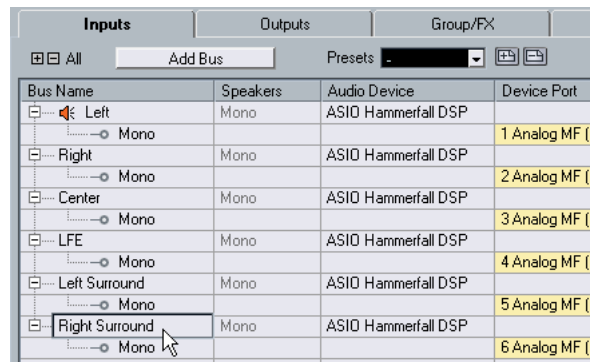 Inputs Outputs Group/FX
All Add Bus Presets -
Bus Name Speakers Audio Device Device Port
Left Mono ASIO Hammerfall DSP
Mono 1 Analog MF (
Right Mono ASIO Hammerfall DSP
Mono 2 Analog MF (
Center Mono ASIO Hammerfall DSP
Mono 3 Analog MF (
LFE Mono ASIO Hammerfall DSP
Mono 4 Analog MF (
Left Surround Mono ASIO Hammerfall DSP
Mono 5 Analog MF (
Right Surround Mono ASIO Hammerfall DSP
Mono 6 Analog MF (